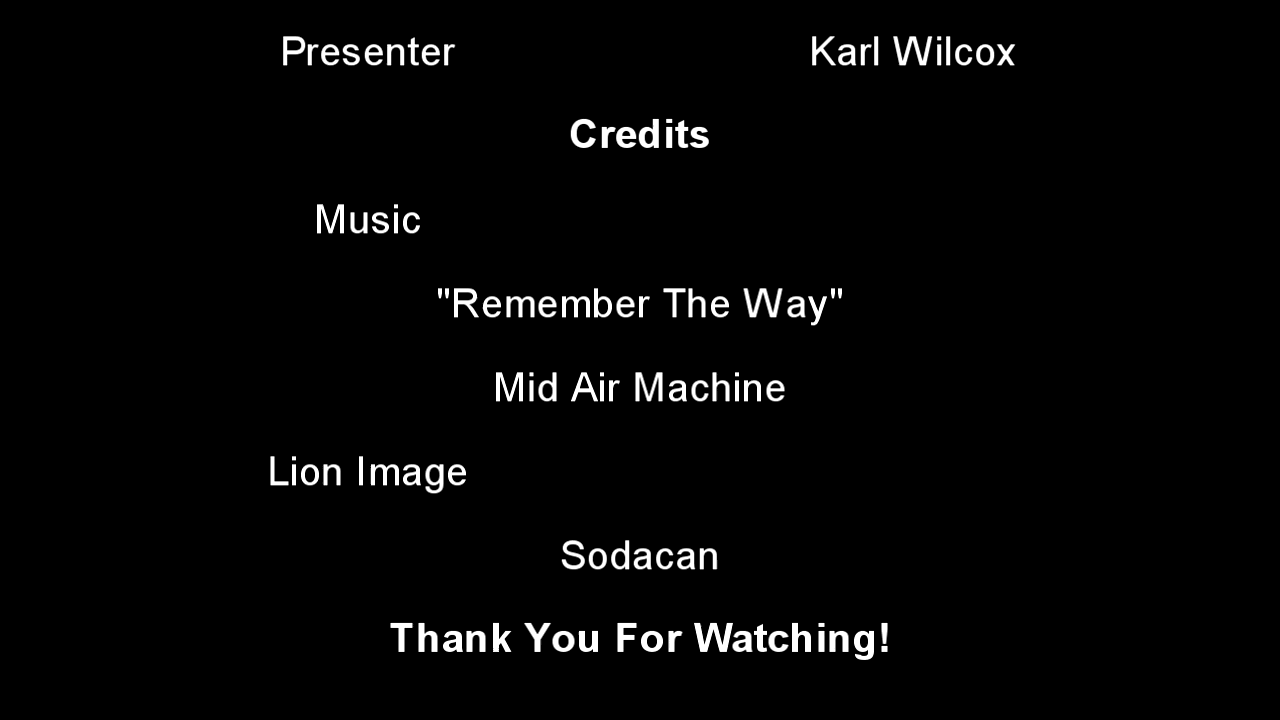 Presenter Karl Wilcox
Credits
Music
"Remember The Way"
Mid Air Machine
Lion Image
Sodacan
Thank You For Watching!